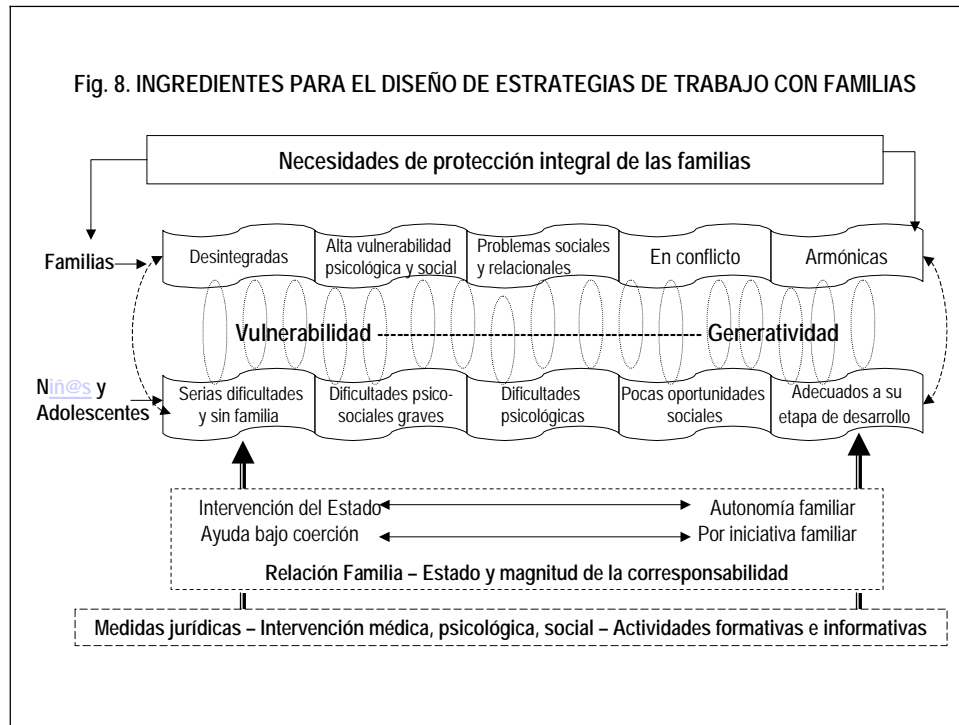 Fig. 8. INGREDIENTES PARA EL DISEÑO DE ESTRATEGIAS DE TRABAJO CON FAMILIAS
Necesidades de protección integral de las familias
Familias
Desintegradas
Alta vulnerabilidad
psicológica y social
Problemas sociales
y relacionales
En conflicto
Armónicas
Vulnerabilidad
Generatividad
Niñ@s y
Adolescentes
Serias dificultades
y sin familia
Dificultades psico-
sociales graves
Dificultades
psicológicas
Pocas oportunidades
sociales
Adecuados a su
etapa de desarrollo
Intervención del Estado
Autonomía familiar
Ayuda bajo coerción
Por iniciativa familiar
Relación Familia – Estado y magnitud de la corresponsabilidad
Medidas jurídicas – Intervención médica, psicológica, social – Actividades formativas e informativas